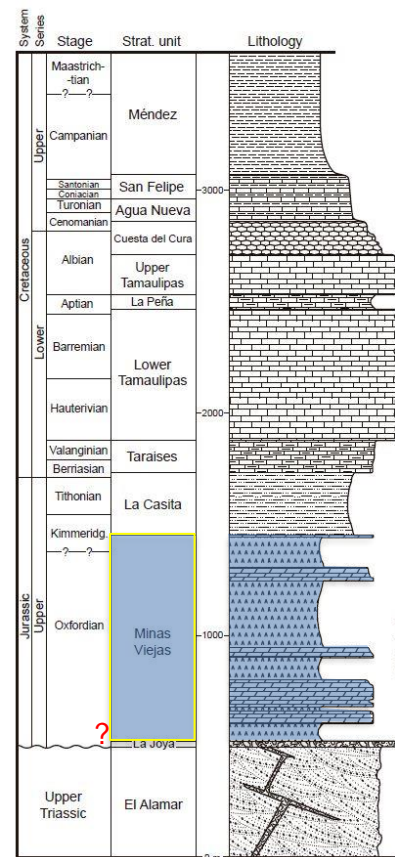 System
Series
Stage
Strat. unit
Lithology
Maastrich-
-tian
?
?
Campanian
Méndez
Upper
Santonian
Coniacian
San Felipe
3000
Turonian
Agua Nueva
Cenomanian
Cuesta del Cura
Albian
Upper
Tamaulipas
Cretaceous
Aptian
La Peña
Barremian
Lower
Lower
Tamaulipas
2000
Hauterivian
Valanginian
Taraises
Berriasian
Tithonian
La Casita
Kimmeridg.
?
?
Jurassic
Upper
Oxfordian
Minas
Viejas
1000
?
La Joya
Upper
Triassic
El Alamar